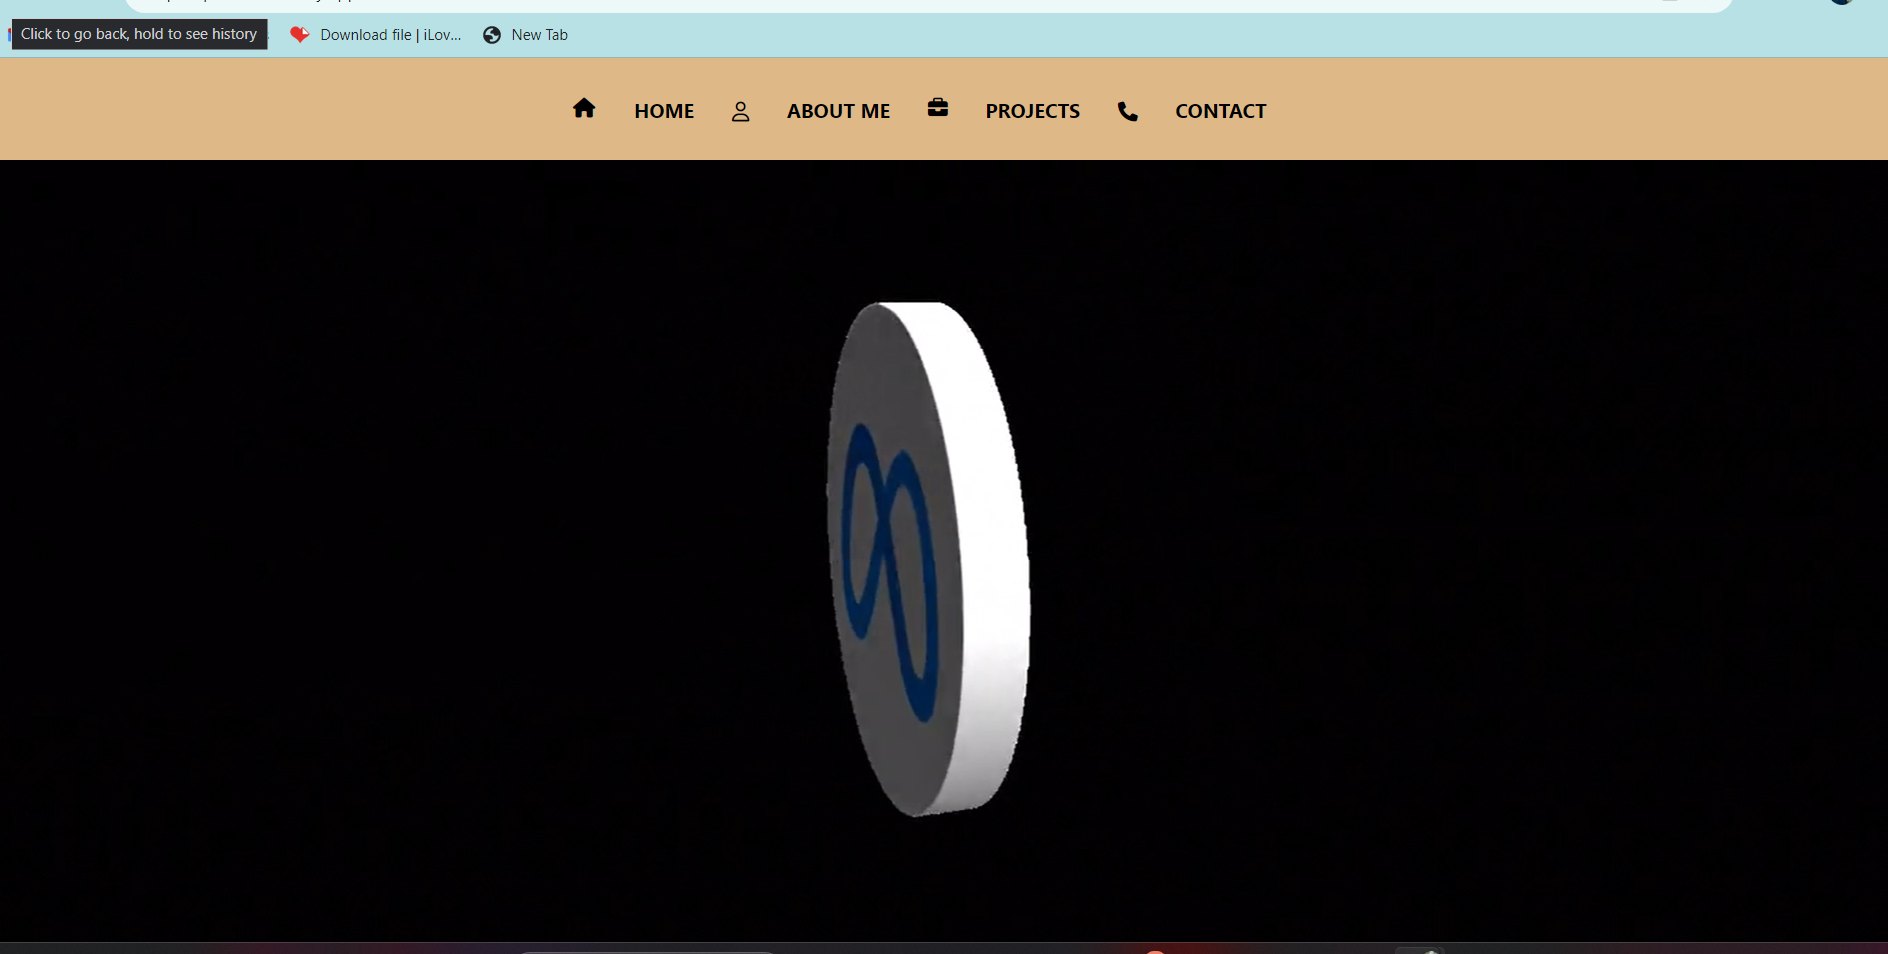 Click to go back, hold to see history Download file | iLov... New Tab
HOME ABOUT ME PROJECTS CONTACT